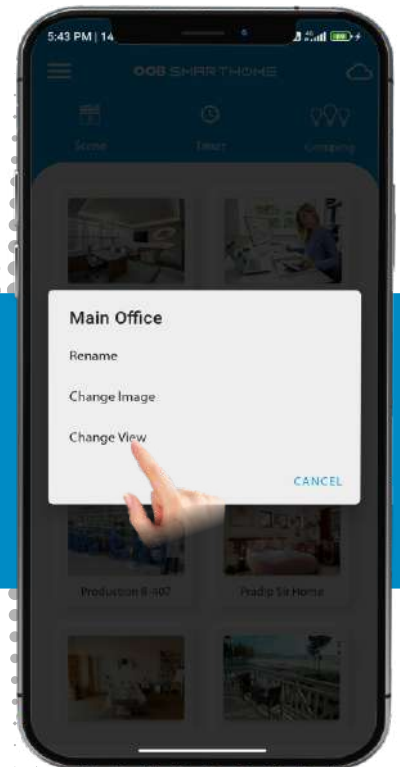 5:43 PM | 14
OOB SMARTHOME
Scene
Timer
Grouping
Main Office
Rename
Change Image
Change View
CANCEL
Production B-407
Pradip Sir Home